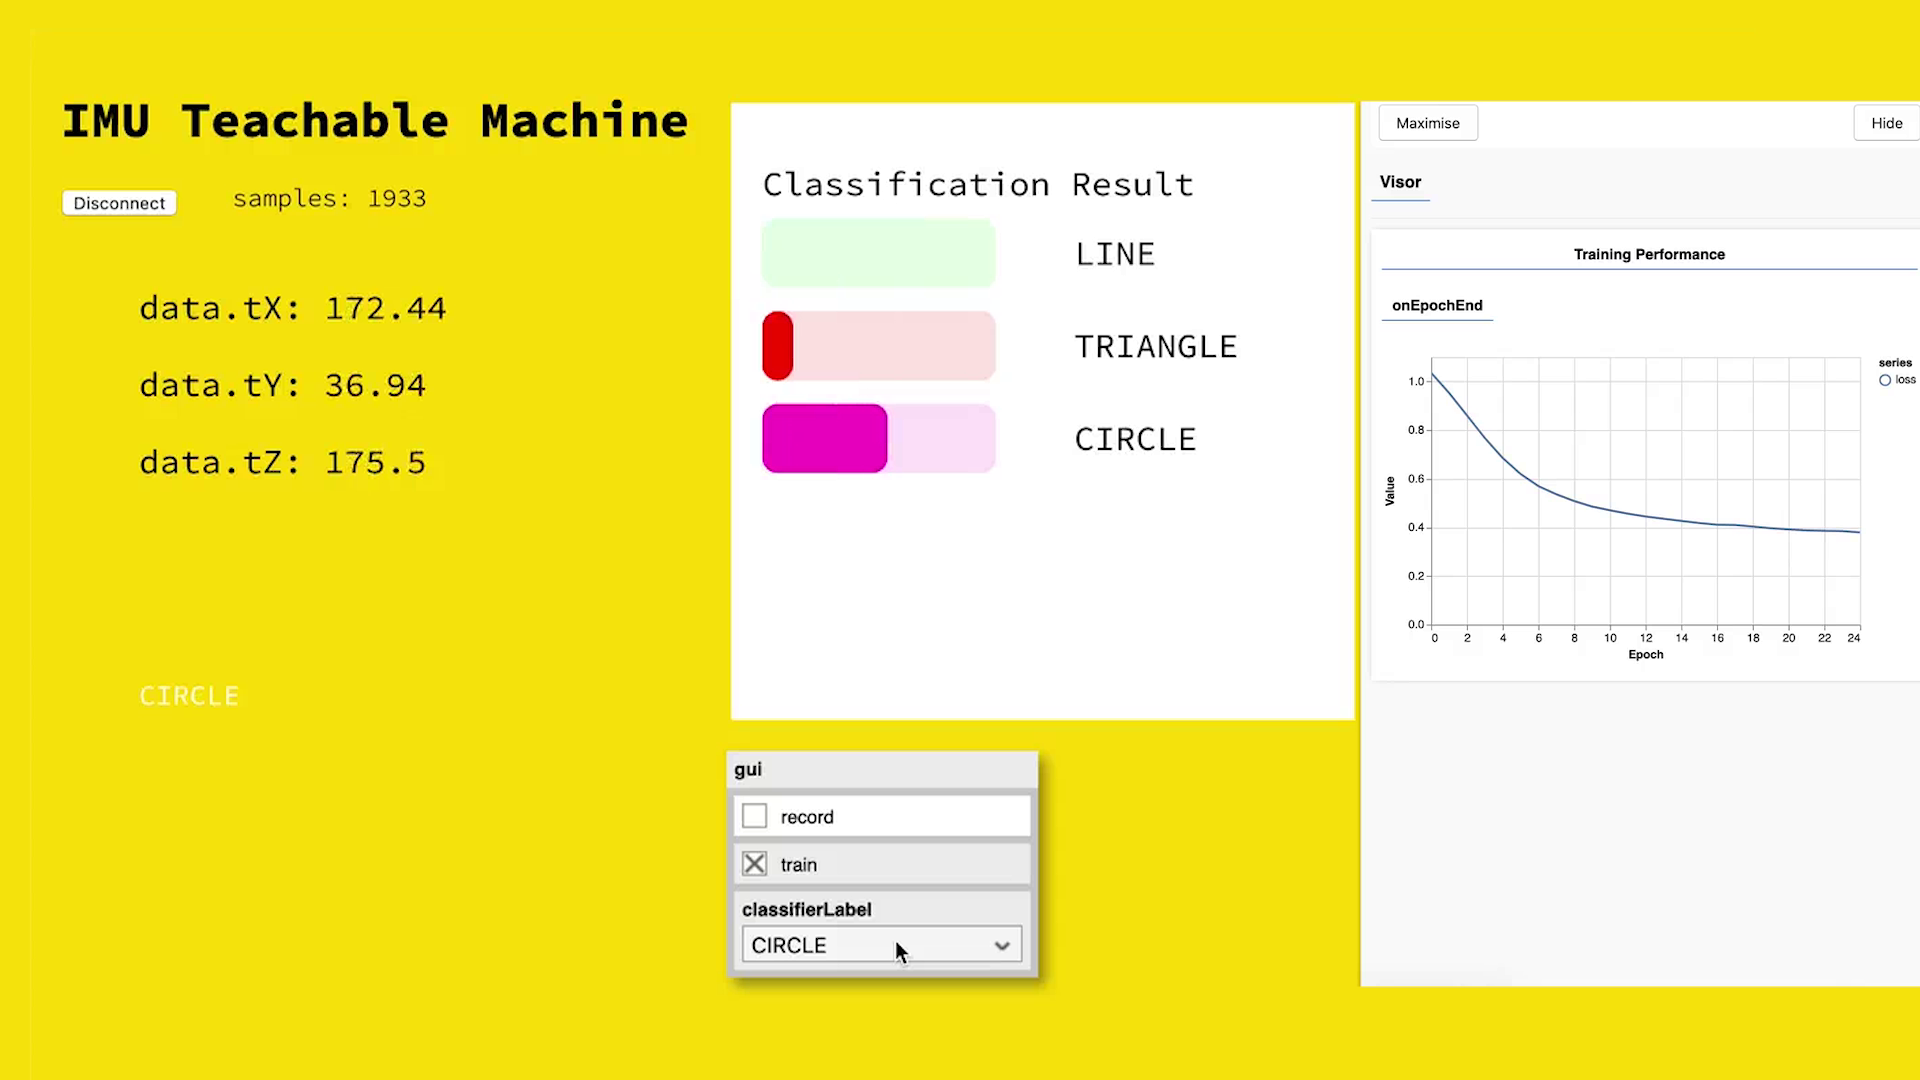 IMU Teachable Machine
Disconnect
samples: 1933
data.tX: 172.44
data.tY: 36.94
data.tZ: 175.5
CIRCLE
Classification Result
LINE
TRIANGLE
CIRCLE
gui
record
train
classifierLabel
CIRCLE
Maximise
Hide
Visor
Training Performance
onEpochEnd
series
loss
1.0
0.8
0.6
0.4
0.2
0.0
Value
0 2 4 6 8 10 12 14 16 18 20 22 24
Epoch